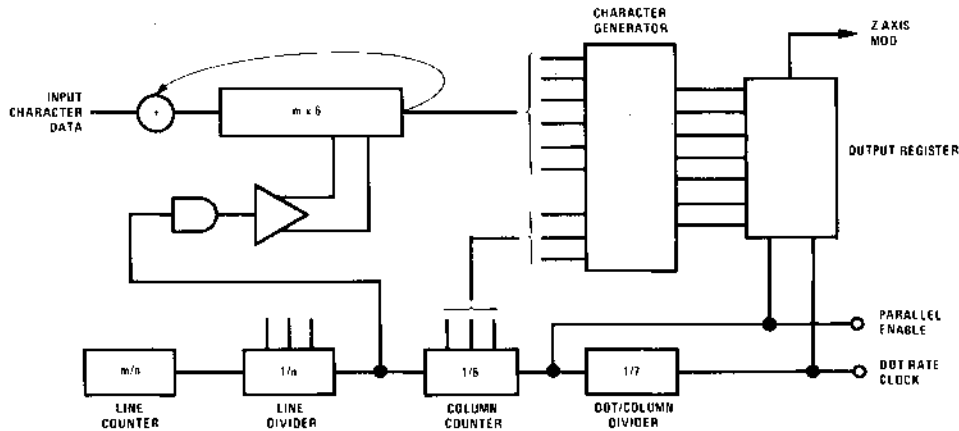 CHARACTER
GENERATOR
Z AXIS
MOD
INPUT
CHARACTER
DATA
+
m x 6
OUTPUT REGISTER
PARALLEL
ENABLE
m/n
1/n
1/6
1/7
DOT RATE
CLOCK
LINE
COUNTER
LINE
DIVIDER
COLUMN
COUNTER
DOT/COLUMN
DIVIDER